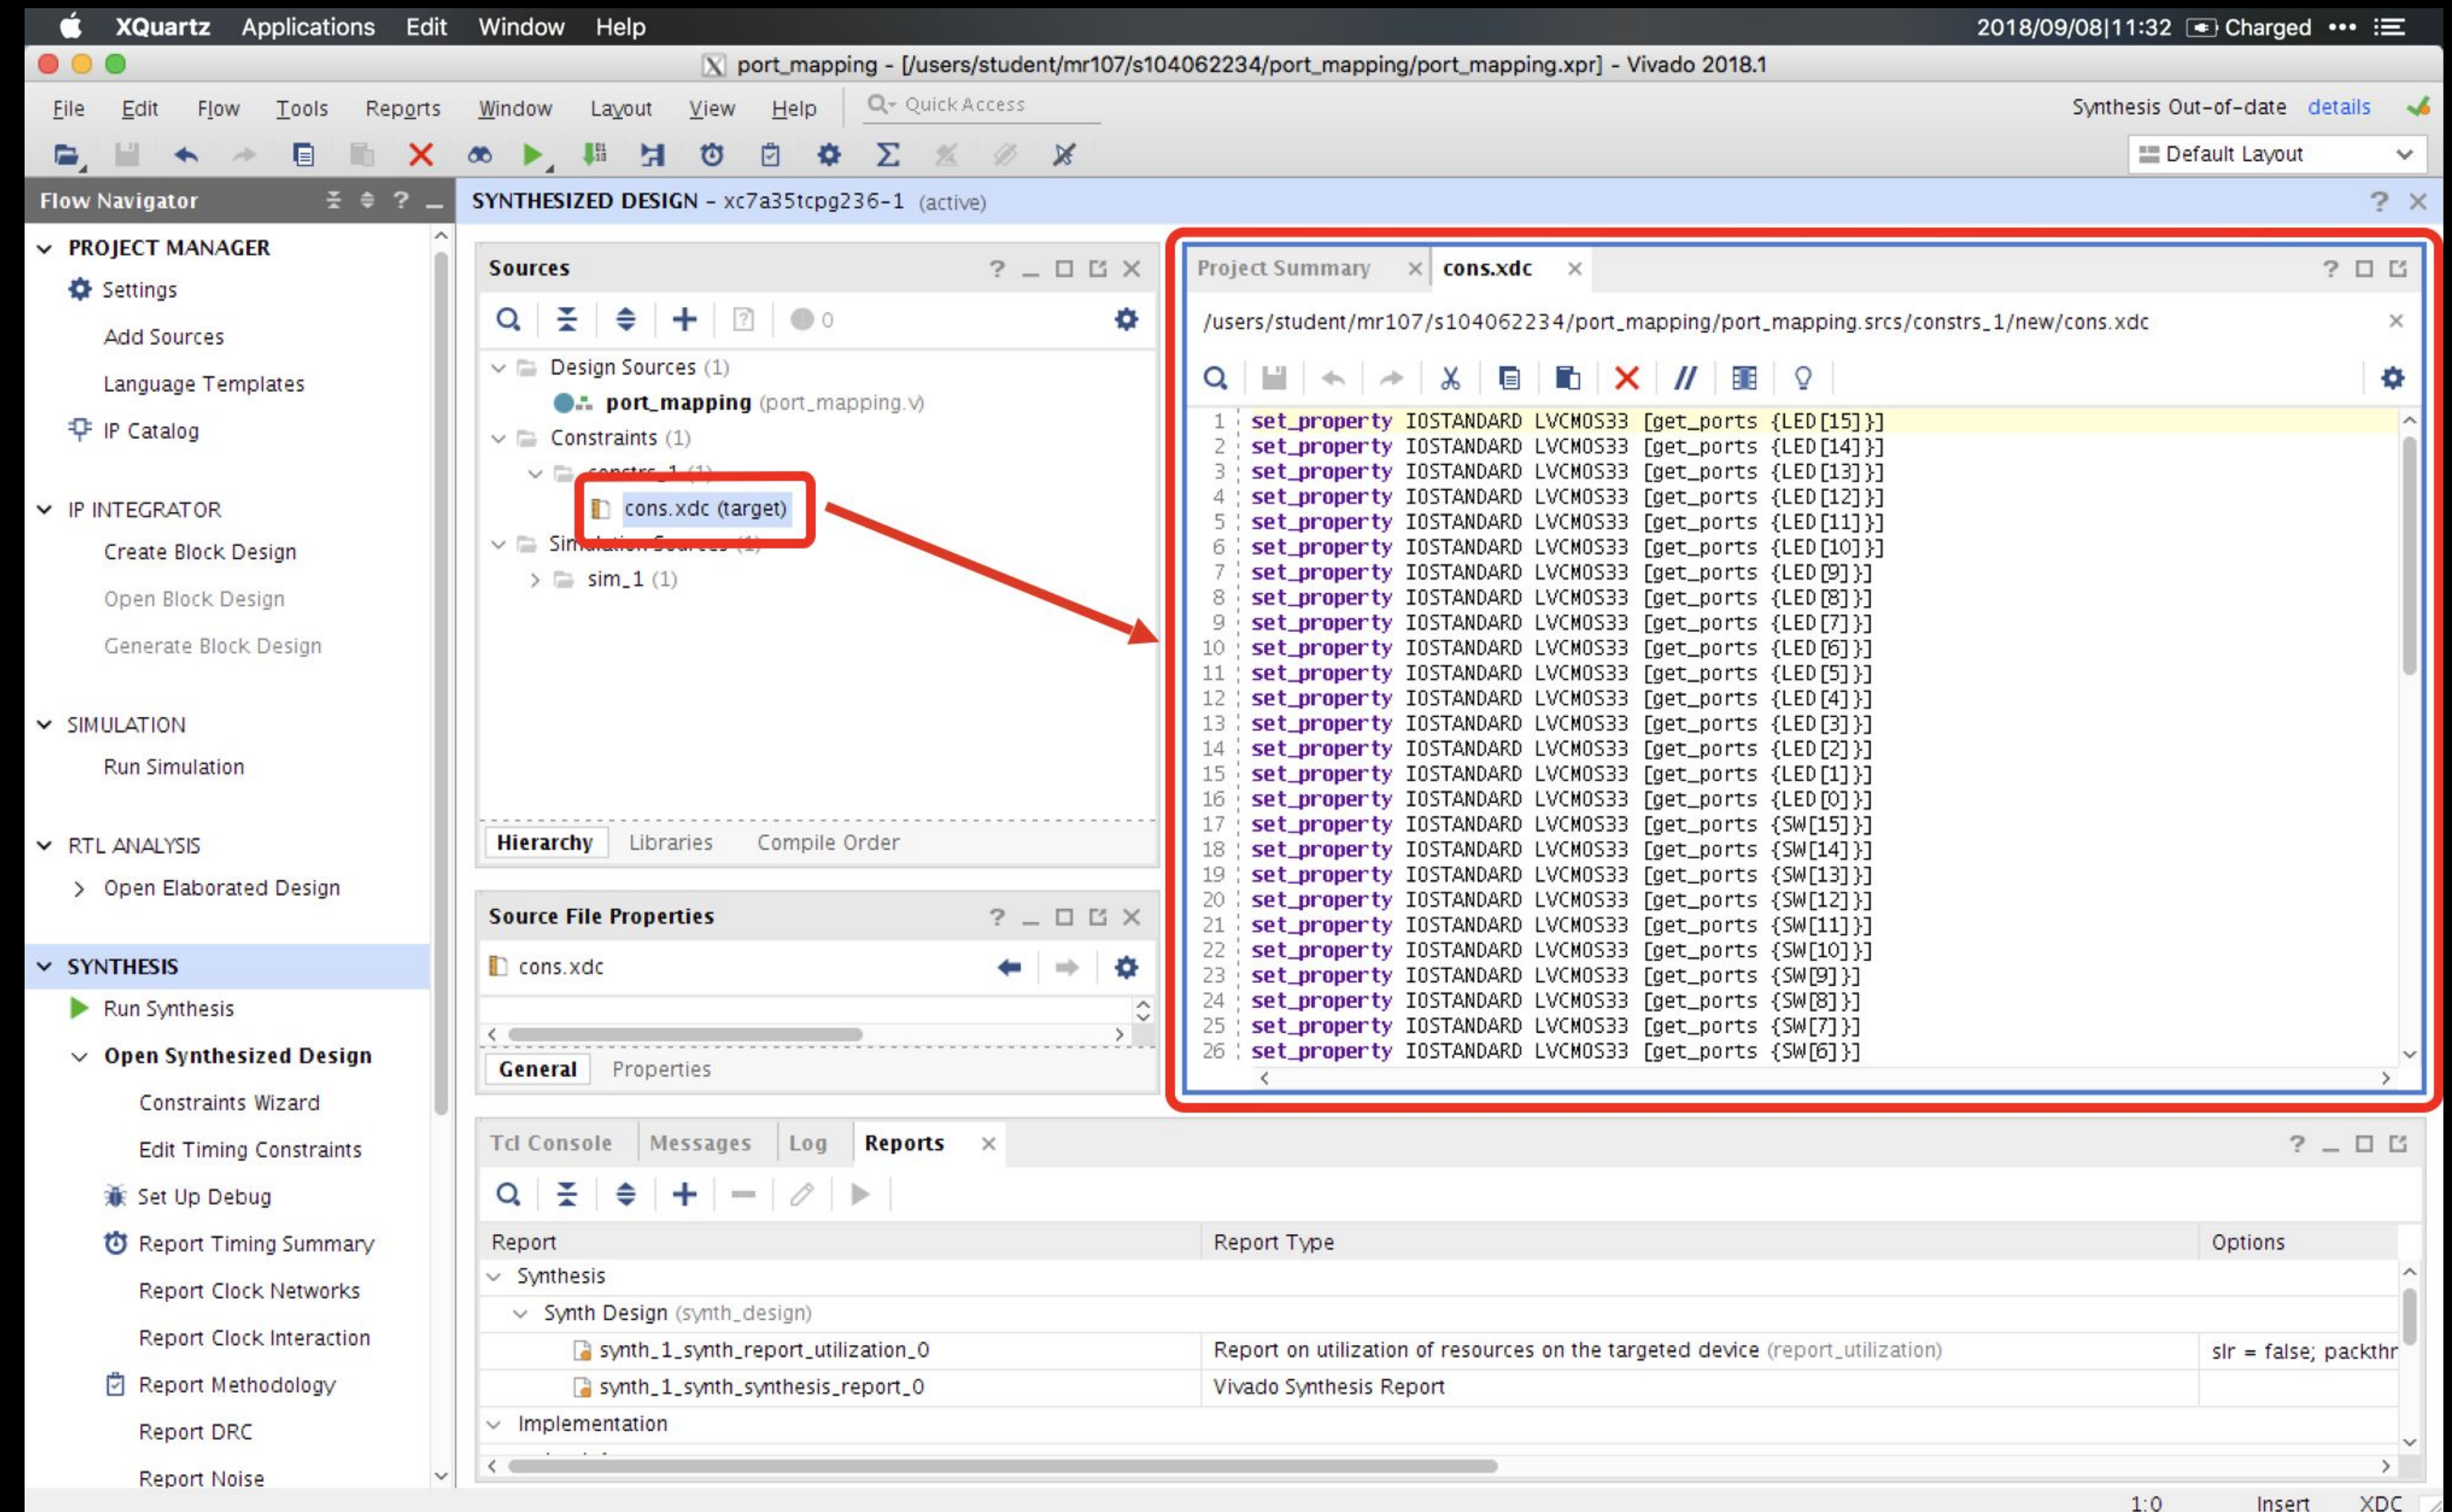 XQuartz Applications Edit Window Help 2018/09/08|11:32 Charged
port_mapping - [/users/student/mr107/s104062234/port_mapping/port_mapping.xpr] - Vivado 2018.1
File Edit Flow Tools Reports Window Layout View Help Quick Access Synthesis Out-of-date details
Default Layout
Flow Navigator
SYNTHESIZED DESIGN - xc7a35tcpg236-1 (active)
PROJECT MANAGER
Settings
Add Sources
Language Templates
IP Catalog
IP INTEGRATOR
Create Block Design
Open Block Design
Generate Block Design
SIMULATION
Run Simulation
RTL ANALYSIS
Open Elaborated Design
SYNTHESIS
Run Synthesis
Open Synthesized Design
Constraints Wizard
Edit Timing Constraints
Set Up Debug
Report Timing Summary
Report Clock Networks
Report Clock Interaction
Report Methodology
Report DRC
Report Noise
Sources
0
Design Sources (1)
port_mapping (port_mapping.v)
Constraints (1)
constrs_1 (1)
cons.xdc (target)
Simulation Sources (1)
sim_1 (1)
Hierarchy Libraries Compile Order
Source File Properties
cons.xdc
General Properties
Project Summary cons.xdc
/users/student/mr107/s104062234/port_mapping/port_mapping.srcs/constrs_1/new/cons.xdc
1 set_property IOSTANDARD LVCMOS33 [get_ports {LED[15]}]
2 set_property IOSTANDARD LVCMOS33 [get_ports {LED[14]}]
3 set_property IOSTANDARD LVCMOS33 [get_ports {LED[13]}]
4 set_property IOSTANDARD LVCMOS33 [get_ports {LED[12]}]
5 set_property IOSTANDARD LVCMOS33 [get_ports {LED[11]}]
6 set_property IOSTANDARD LVCMOS33 [get_ports {LED[10]}]
7 set_property IOSTANDARD LVCMOS33 [get_ports {LED[9]}]
8 set_property IOSTANDARD LVCMOS33 [get_ports {LED[8]}]
9 set_property IOSTANDARD LVCMOS33 [get_ports {LED[7]}]
10 set_property IOSTANDARD LVCMOS33 [get_ports {LED[6]}]
11 set_property IOSTANDARD LVCMOS33 [get_ports {LED[5]}]
12 set_property IOSTANDARD LVCMOS33 [get_ports {LED[4]}]
13 set_property IOSTANDARD LVCMOS33 [get_ports {LED[3]}]
14 set_property IOSTANDARD LVCMOS33 [get_ports {LED[2]}]
15 set_property IOSTANDARD LVCMOS33 [get_ports {LED[1]}]
16 set_property IOSTANDARD LVCMOS33 [get_ports {LED[0]}]
17 set_property IOSTANDARD LVCMOS33 [get_ports {SW[15]}]
18 set_property IOSTANDARD LVCMOS33 [get_ports {SW[14]}]
19 set_property IOSTANDARD LVCMOS33 [get_ports {SW[13]}]
20 set_property IOSTANDARD LVCMOS33 [get_ports {SW[12]}]
21 set_property IOSTANDARD LVCMOS33 [get_ports {SW[11]}]
22 set_property IOSTANDARD LVCMOS33 [get_ports {SW[10]}]
23 set_property IOSTANDARD LVCMOS33 [get_ports {SW[9]}]
24 set_property IOSTANDARD LVCMOS33 [get_ports {SW[8]}]
25 set_property IOSTANDARD LVCMOS33 [get_ports {SW[7]}]
26 set_property IOSTANDARD LVCMOS33 [get_ports {SW[6]}]
Tcl Console Messages Log Reports
Report Report Type Options
Synthesis
Synth Design (synth_design)
synth_1_synth_report_utilization_0 Report on utilization of resources on the targeted device (report_utilization) slr = false; packthr
synth_1_synth_synthesis_report_0 Vivado Synthesis Report
Implementation
1:0 Insert XDC